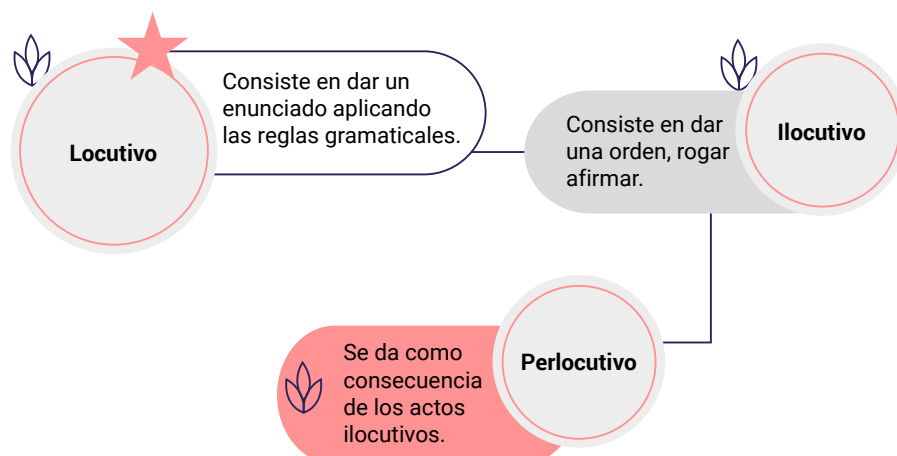 Locutivo
Consiste en dar un
enunciado aplicando
las reglas gramaticales.
Consiste en dar
una orden, rogar
afirmar.
Ilocutivo
Se da como
consecuencia
de los actos
ilocutivos.
Perlocutivo